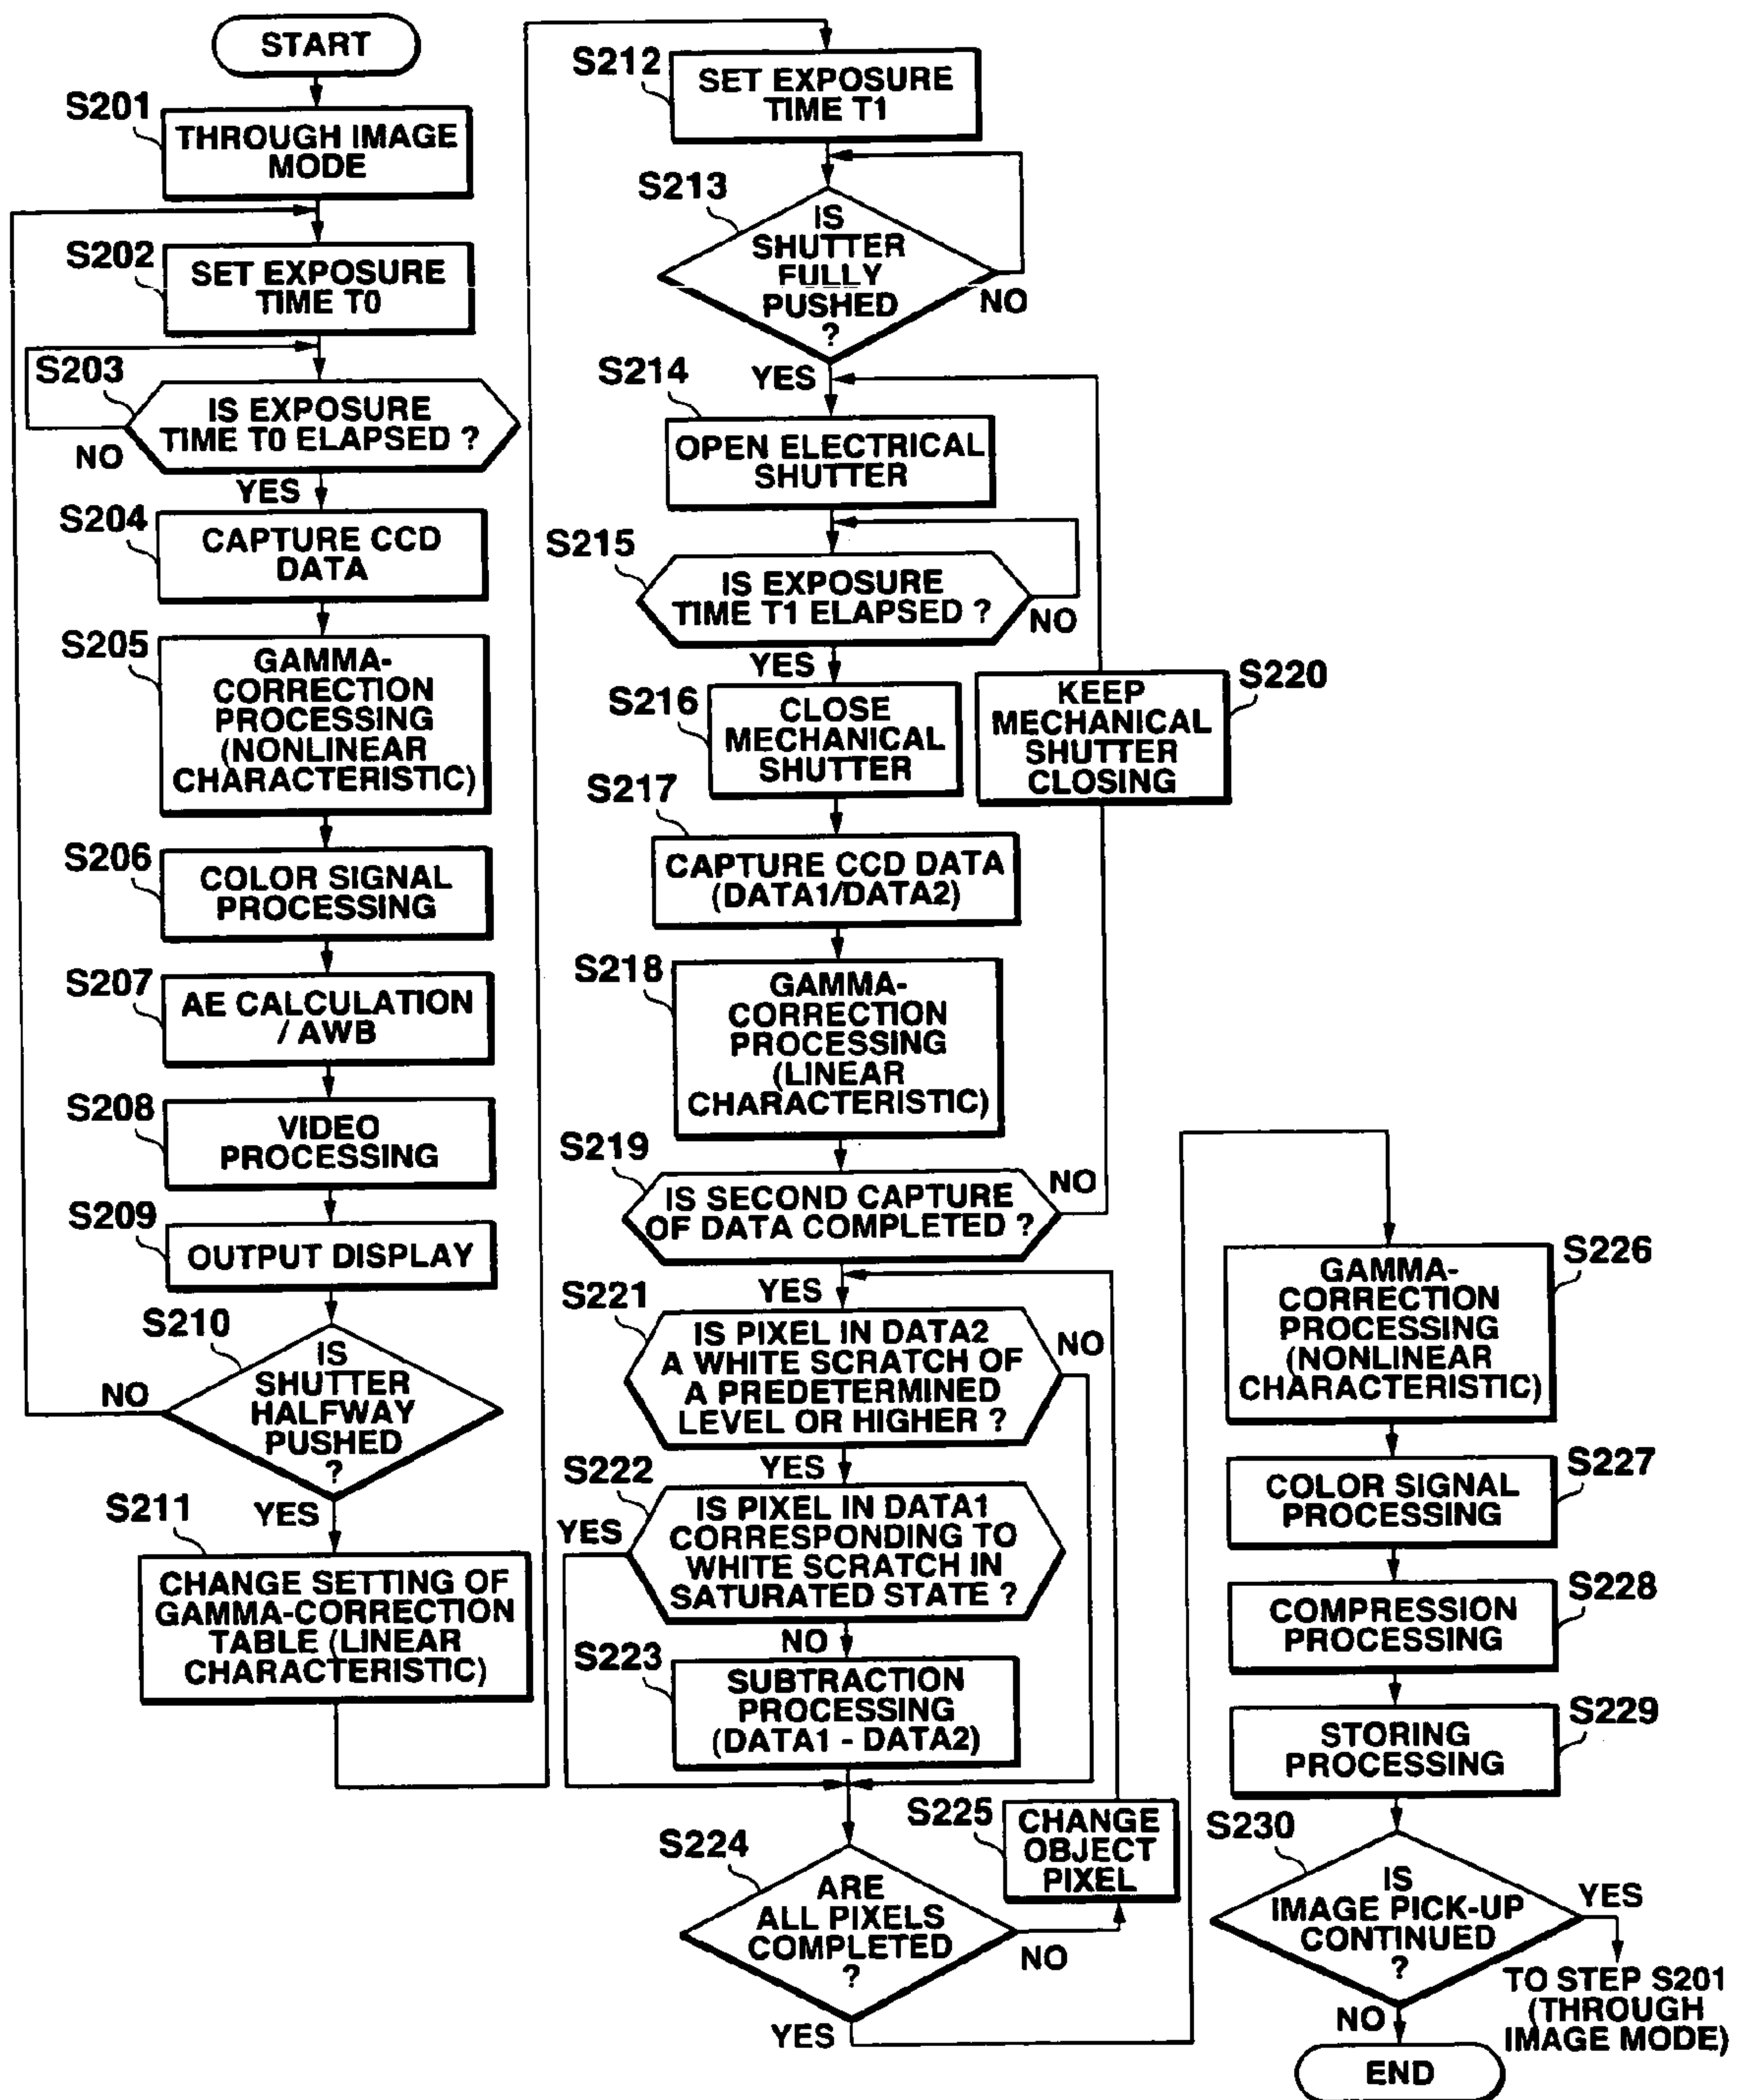 START
S201
THROUGH IMAGE
MODE
S202
SET EXPOSURE
TIME T0
S203
IS EXPOSURE
TIME T0 ELAPSED ?
NO
YES
S204
CAPTURE CCD
DATA
S205
GAMMA-
CORRECTION
PROCESSING
(NONLINEAR
CHARACTERISTIC)
S206
COLOR SIGNAL
PROCESSING
S207
AE CALCULATION
/ AWB
S208
VIDEO
PROCESSING
S209
OUTPUT DISPLAY
S210
IS
SHUTTER
HALFWAY
PUSHED
?
NO
YES
S211
CHANGE SETTING OF
GAMMA-CORRECTION
TABLE (LINEAR
CHARACTERISTIC)
S212
SET EXPOSURE
TIME T1
S213
IS
SHUTTER
FULLY
PUSHED
?
NO
YES
S214
OPEN ELECTRICAL
SHUTTER
S215
IS EXPOSURE
TIME T1 ELAPSED ?
NO
YES
S216
CLOSE
MECHANICAL
SHUTTER
S217
CAPTURE CCD DATA
(DATA1/DATA2)
S218
GAMMA-
CORRECTION
PROCESSING
(LINEAR
CHARACTERISTIC)
S219
IS SECOND CAPTURE
OF DATA COMPLETED ?
NO
YES
S220
KEEP
MECHANICAL
SHUTTER
CLOSING
S221
IS PIXEL IN DATA2
A WHITE SCRATCH OF
A PREDETERMINED
LEVEL OR HIGHER ?
NO
YES
S222
IS PIXEL IN DATA1
CORRESPONDING TO
WHITE SCRATCH IN
SATURATED STATE ?
YES
NO
S223
SUBTRACTION
PROCESSING
(DATA1 - DATA2)
S224
ARE
ALL PIXELS
COMPLETED
?
NO
YES
S225
CHANGE
OBJECT
PIXEL
S226
GAMMA-
CORRECTION
PROCESSING
(NONLINEAR
CHARACTERISTIC)
S227
COLOR SIGNAL
PROCESSING
S228
COMPRESSION
PROCESSING
S229
STORING
PROCESSING
S230
IS
IMAGE PICK-UP
CONTINUED
?
YES
TO STEP S201
(THROUGH
IMAGE MODE)
NO
END